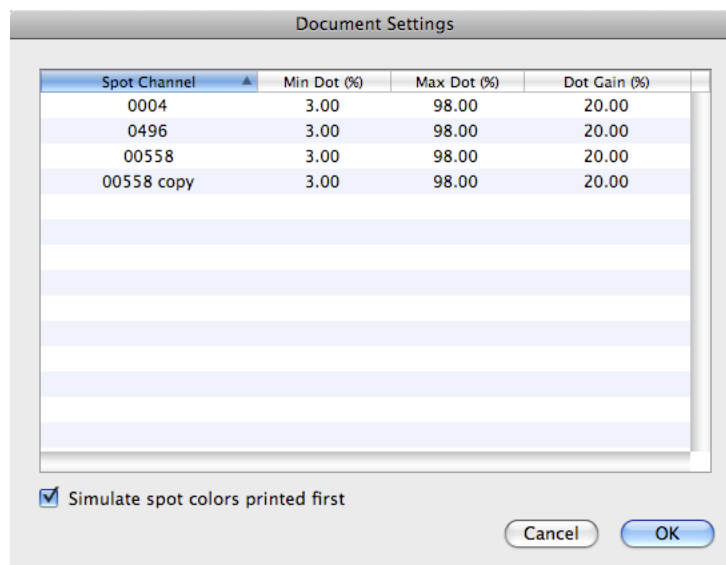 Document Settings
Spot Channel Min Dot (%) Max Dot (%) Dot Gain (%)
0004 3.00 98.00 20.00
0496 3.00 98.00 20.00
00558 3.00 98.00 20.00
00558 copy 3.00 98.00 20.00
Simulate spot colors printed first
Cancel OK